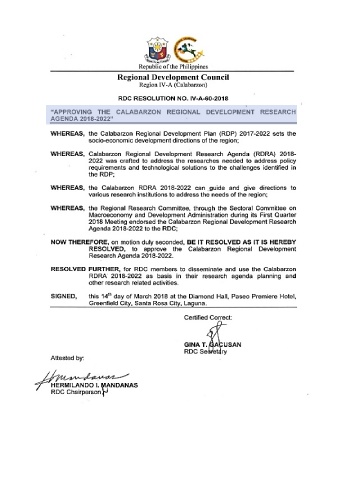 Republic of the Philippines
Regional Development Council
Region IV-A (Calabarzon)
RDC RESOLUTION NO. IV-A-60-2018
"APPROVING THE CALABARZON REGIONAL DEVELOPMENT RESEARCH
AGENDA 2018-2022"
WHEREAS, the Calabarzon Regional Development Plan (RDP) 2017-2022 sets the
socio-economic development directions of the region;
WHEREAS, Calabarzon Regional Development Research Agenda (RDRA) 2018-
2022 was crafted to address the researches needed to address policy
requirements and technological solutions to the challenges identified in
the RDP;
WHEREAS, the Calabarzon RDRA 2018-2022 can guide and give directions to
various research institutions to address the needs of the region;
WHEREAS, the Regional Research Committee, through the Sectoral Committee on
Macroeconomy and Development Administration during its First Quarter
2018 Meeting endorsed the Calabarzon Regional Development Research
Agenda 2018-2022 to the RDC;
NOW THEREFORE, on motion duly seconded, BE IT RESOLVED AS IT IS HEREBY
RESOLVED, to approve the Calabarzon Regional Development
Research Agenda 2018-2022.
RESOLVED FURTHER, for RDC members to disseminate and use the Calabarzon
RDRA 2018-2022 as basis in their research agenda planning and
other research related activities.
SIGNED, this 14th day of March 2018 at the Diamond Hall, Paseo Premiere Hotel,
Greenfield City, Santa Rosa City, Laguna.
Certified Correct:
GINA T. GACUSAN
RDC Secretary
Attested by:
HERMILANDO I. MANDANAS
RDC Chairperson